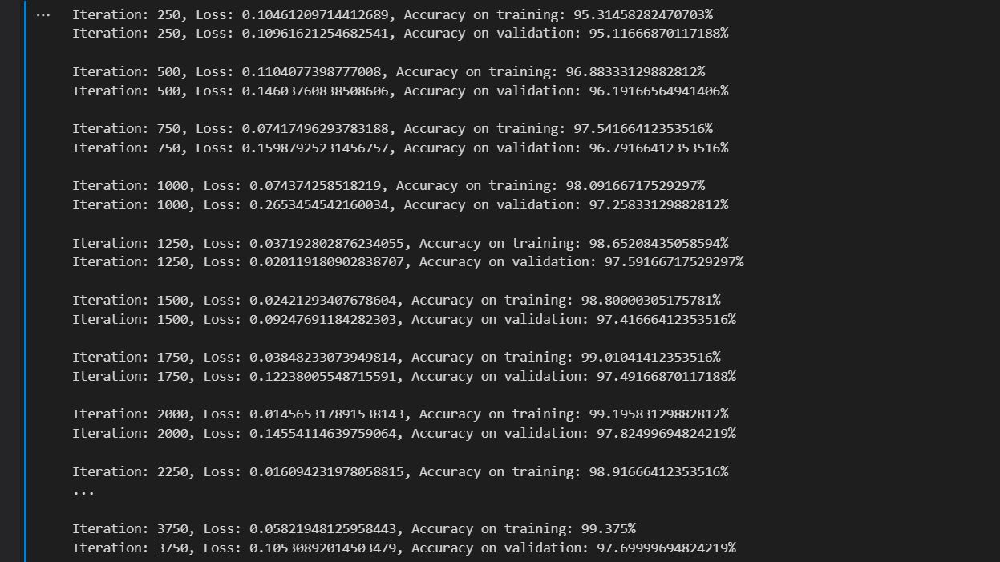 ...
Iteration: 250, Loss: 0.10461209714412689, Accuracy on training: 95.31458282470703%
Iteration: 250, Loss: 0.10961621254682541, Accuracy on validation: 95.11666870117188%

Iteration: 500, Loss: 0.1104077398777008, Accuracy on training: 96.88333129882812%
Iteration: 500, Loss: 0.14603760838508606, Accuracy on validation: 96.19166564941406%

Iteration: 750, Loss: 0.07417496293783188, Accuracy on training: 97.54166412353516%
Iteration: 750, Loss: 0.15987925231456757, Accuracy on validation: 96.79166412353516%

Iteration: 1000, Loss: 0.074374258518219, Accuracy on training: 98.09166717529297%
Iteration: 1000, Loss: 0.2653454542160034, Accuracy on validation: 97.25833129882812%

Iteration: 1250, Loss: 0.037192802876234055, Accuracy on training: 98.65208435058594%
Iteration: 1250, Loss: 0.020119180902838707, Accuracy on validation: 97.59166717529297%

Iteration: 1500, Loss: 0.02421293407678604, Accuracy on training: 98.80000305175781%
Iteration: 1500, Loss: 0.09247691184282303, Accuracy on validation: 97.41666412353516%

Iteration: 1750, Loss: 0.03848233073949814, Accuracy on training: 99.01041412353516%
Iteration: 1750, Loss: 0.12238005548715591, Accuracy on validation: 97.49166870117188%

Iteration: 2000, Loss: 0.014565317891538143, Accuracy on training: 99.19583129882812%
Iteration: 2000, Loss: 0.14554114639759064, Accuracy on validation: 97.82499694824219%

Iteration: 2250, Loss: 0.016094231978058815, Accuracy on training: 98.91666412353516%
...

Iteration: 3750, Loss: 0.05821948125958443, Accuracy on training: 99.375%
Iteration: 3750, Loss: 0.10530892014503479, Accuracy on validation: 97.69999694824219%